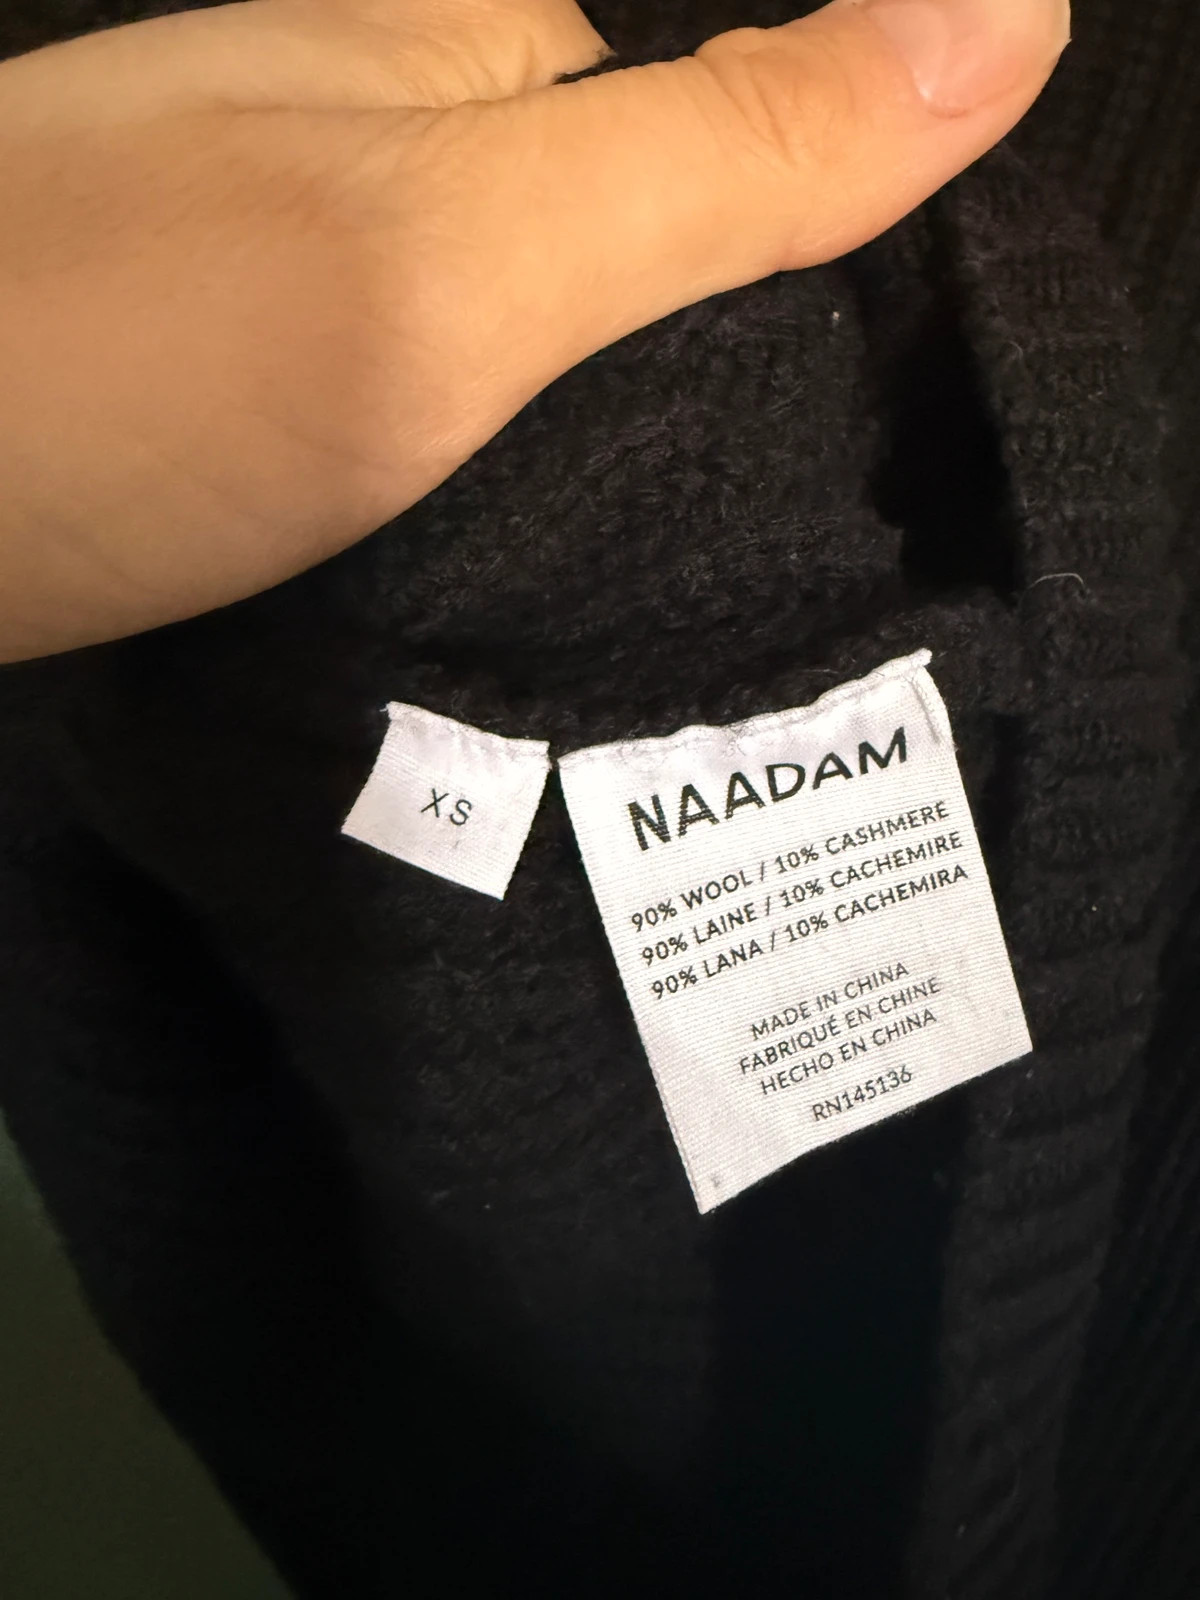 XS
NAADAM
90% WOOL / 10% CASHMERE
90% LAINE / 10% CACHEMIRE
90% LANA / 10% CACHEMIRA
MADE IN CHINA
FABRIQUÉ EN CHINE
HECHO EN CHINA
RN145136